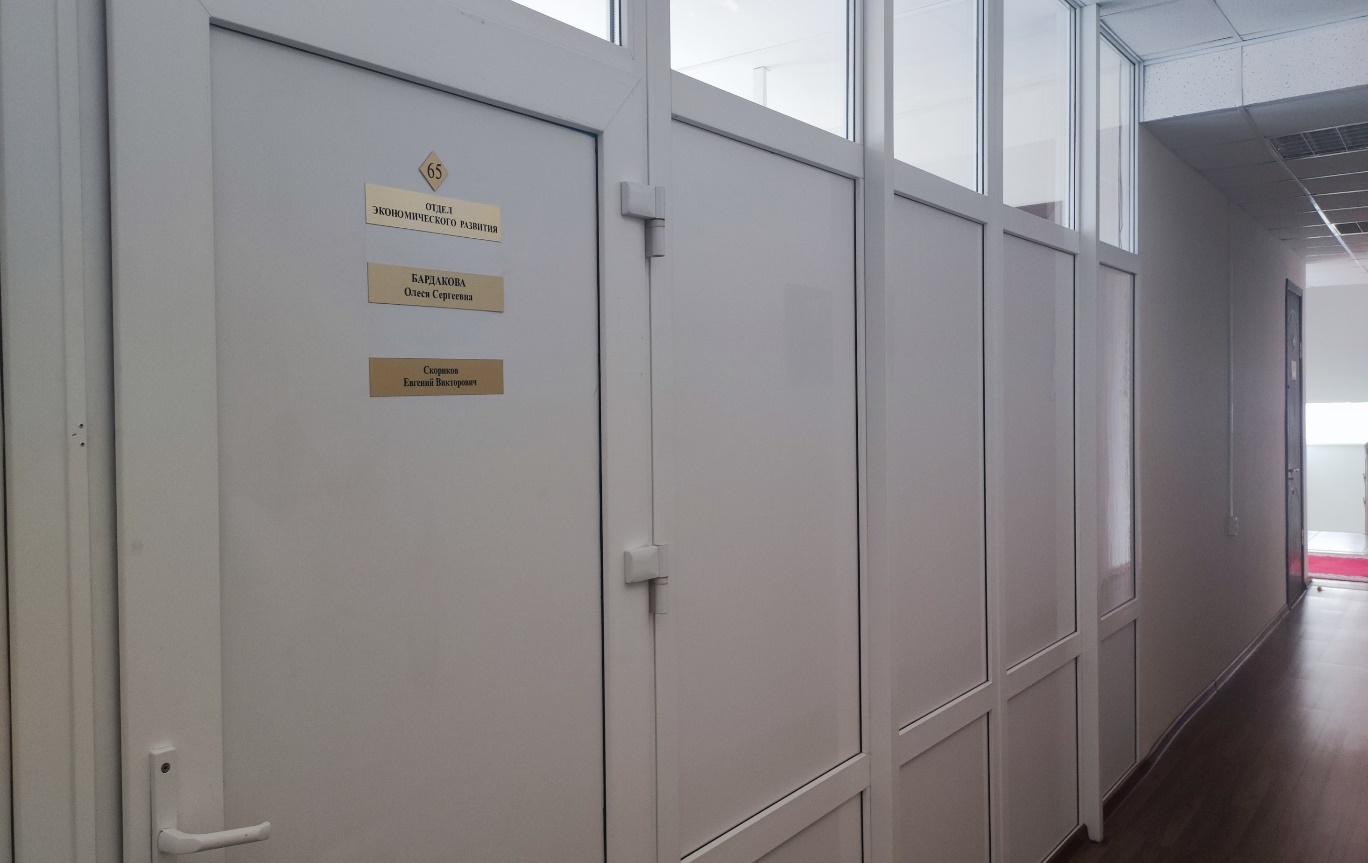 65
ОТДЕЛ
ЭКОНОМИЧЕСКОГО РАЗВИТИЯ
БАРДАКОВА
Олеся Сергеевна
Скориков
Евгений Викторович